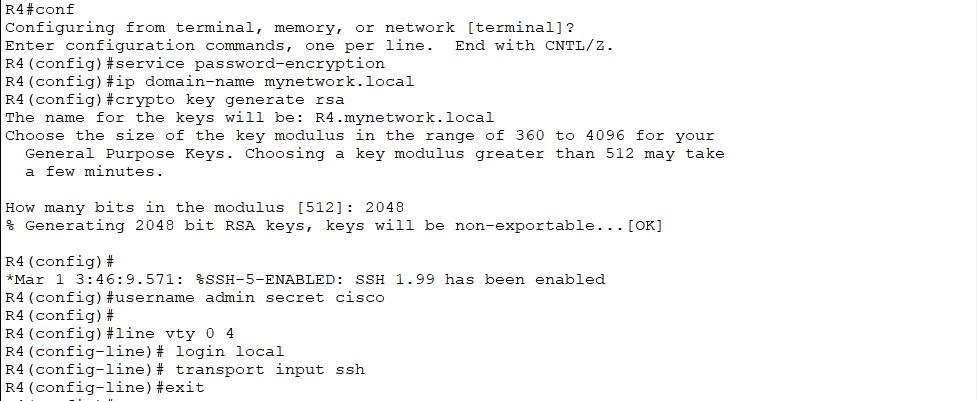 R4#conf
Configuring from terminal, memory, or network [terminal]?
Enter configuration commands, one per line.  End with CNTL/Z.
R4(config)#service password-encryption
R4(config)#ip domain-name mynetwork.local
R4(config)#crypto key generate rsa
The name for the keys will be: R4.mynetwork.local
Choose the size of the key modulus in the range of 360 to 4096 for your
  General Purpose Keys. Choosing a key modulus greater than 512 may take
  a few minutes.
How many bits in the modulus [512]: 2048
% Generating 2048 bit RSA keys, keys will be non-exportable...[OK]
R4(config)#
*Mar 1 3:46:9.571: %SSH-5-ENABLED: SSH 1.99 has been enabled
R4(config)#username admin secret cisco
R4(config)#
R4(config)#line vty 0 4
R4(config-line)# login local
R4(config-line)# transport input ssh
R4(config-line)#exit